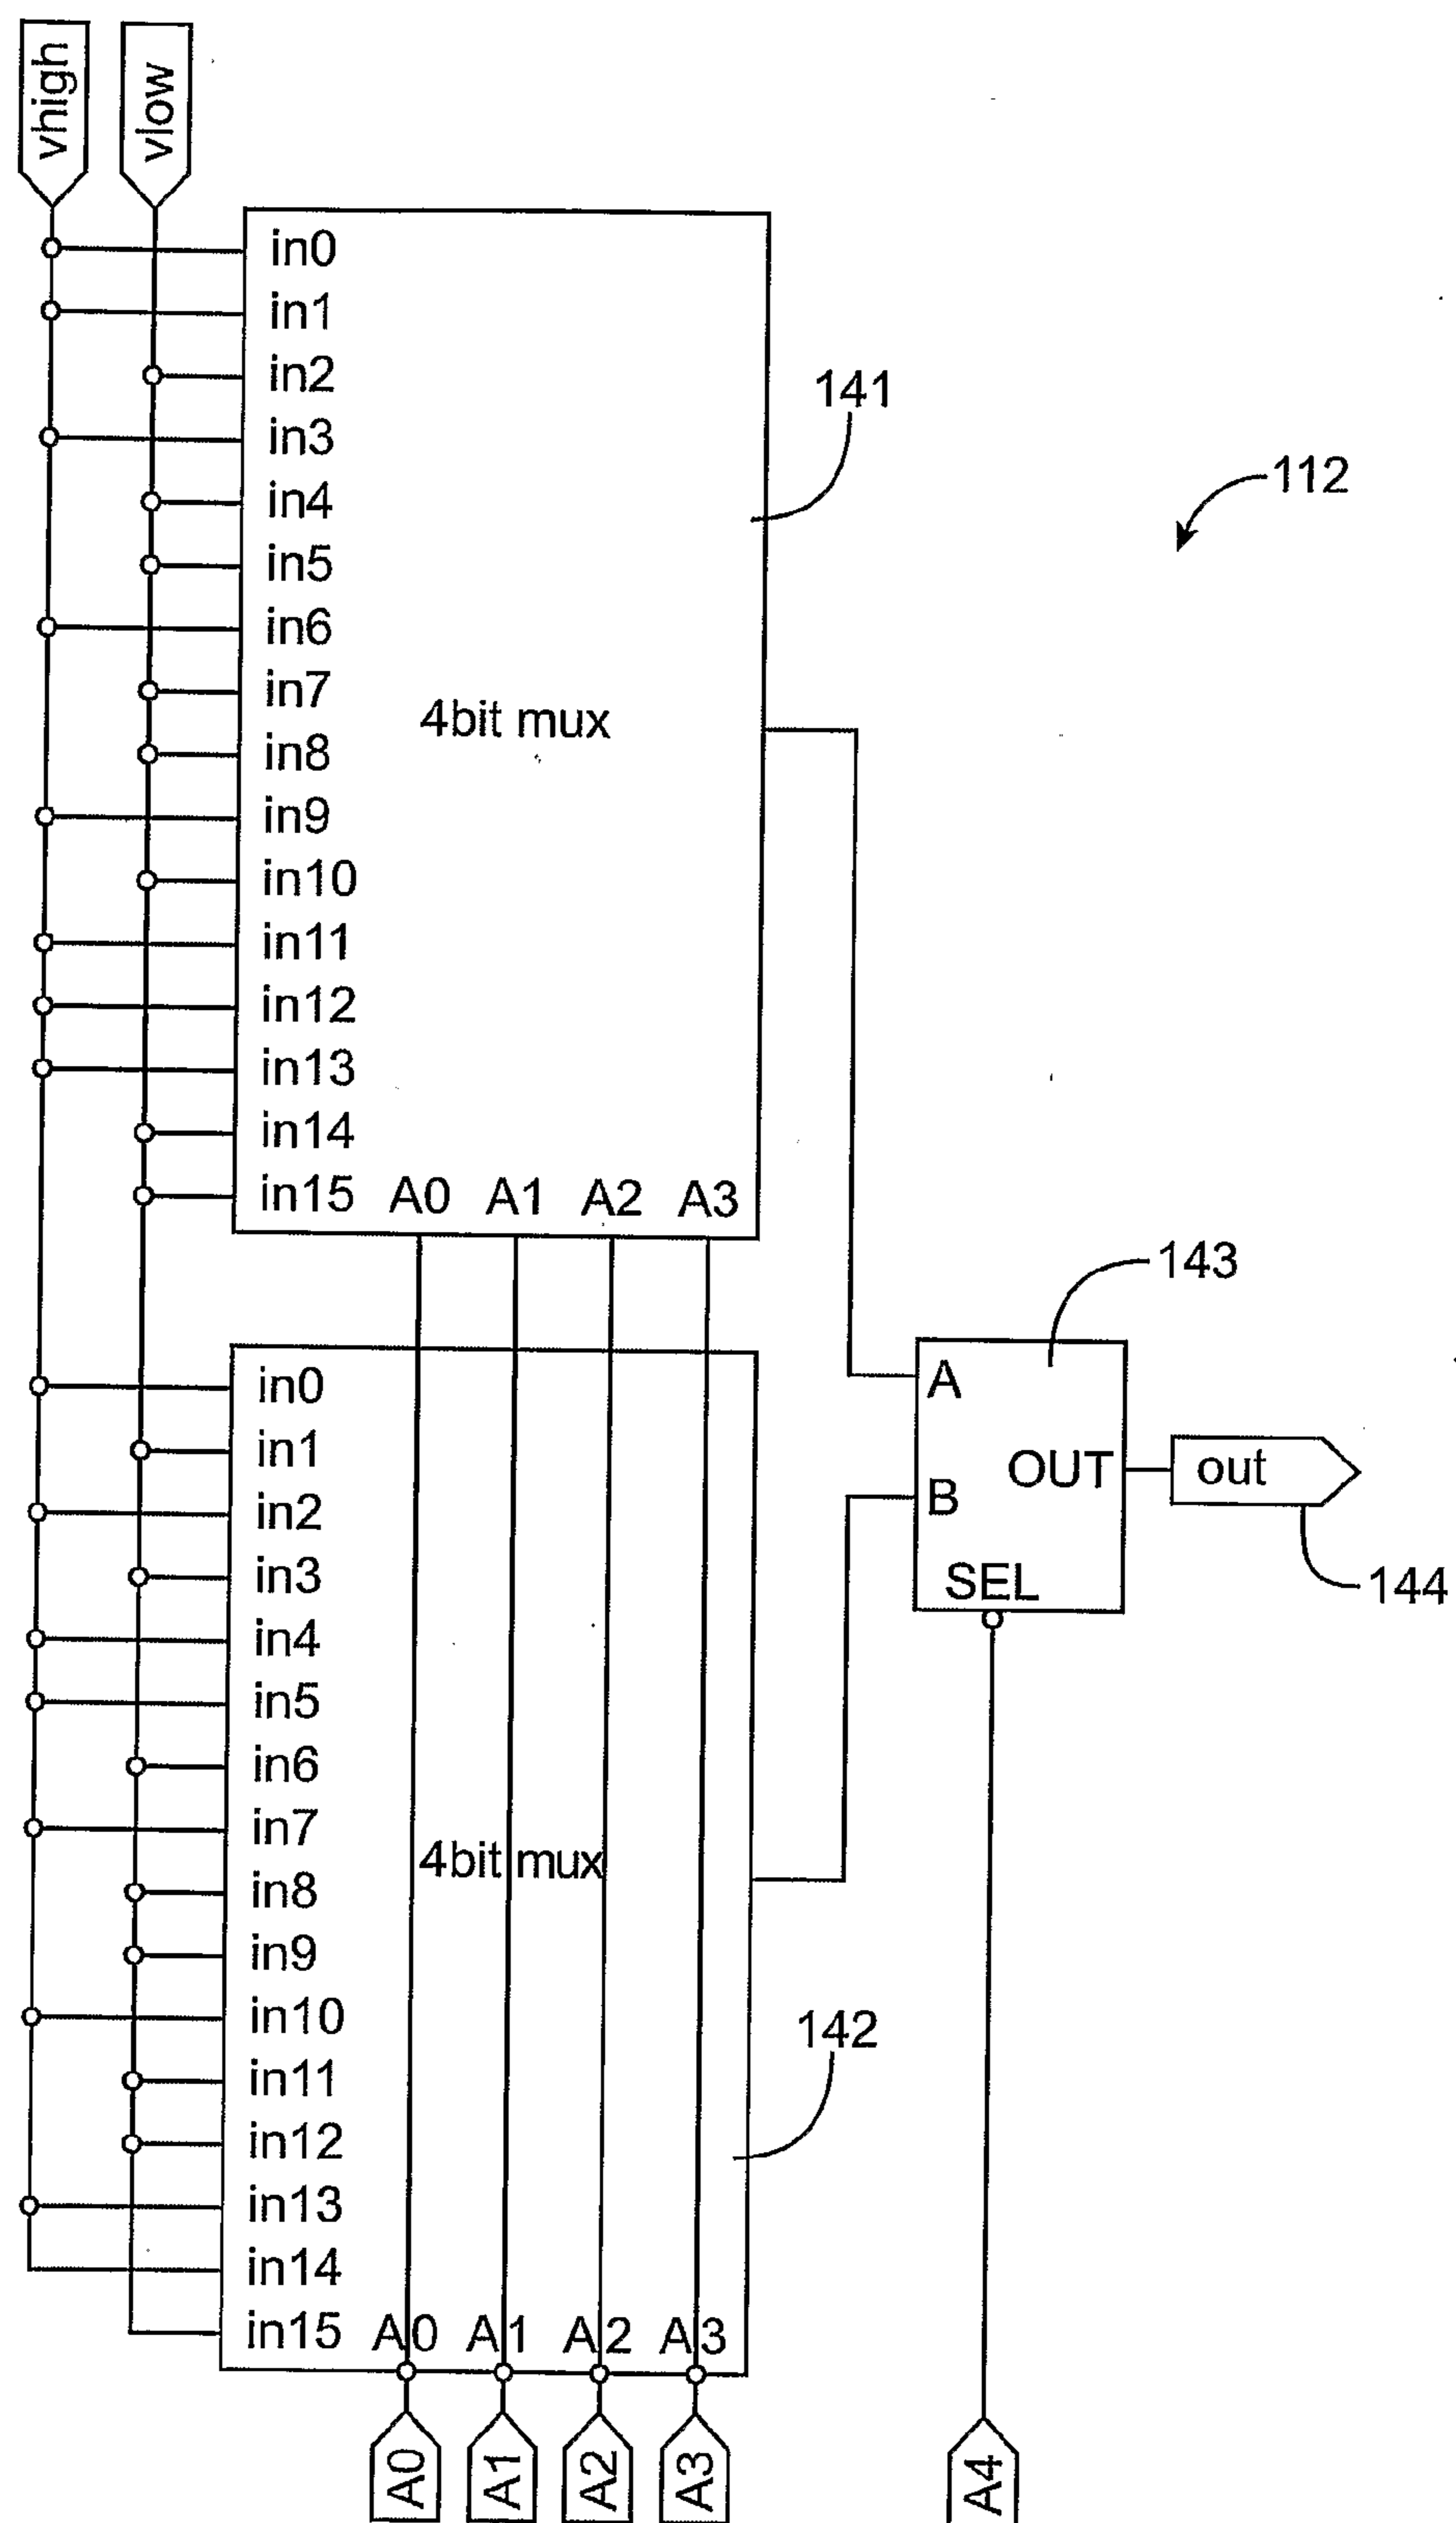 vhigh
vlow
in0
in1
in2
in3
in4
in5
in6
in7
in8
in9
in10
in11
in12
in13
in14
in15 A0 A1 A2 A3
4bit mux
141
112
in0
in1
in2
in3
in4
in5
in6
in7
in8
in9
in10
in11
in12
in13
in14
in15 A0 A1 A2 A3
4bit mux
142
143
A
B
OUT
SEL
out
144
A0
A1
A2
A3
A4